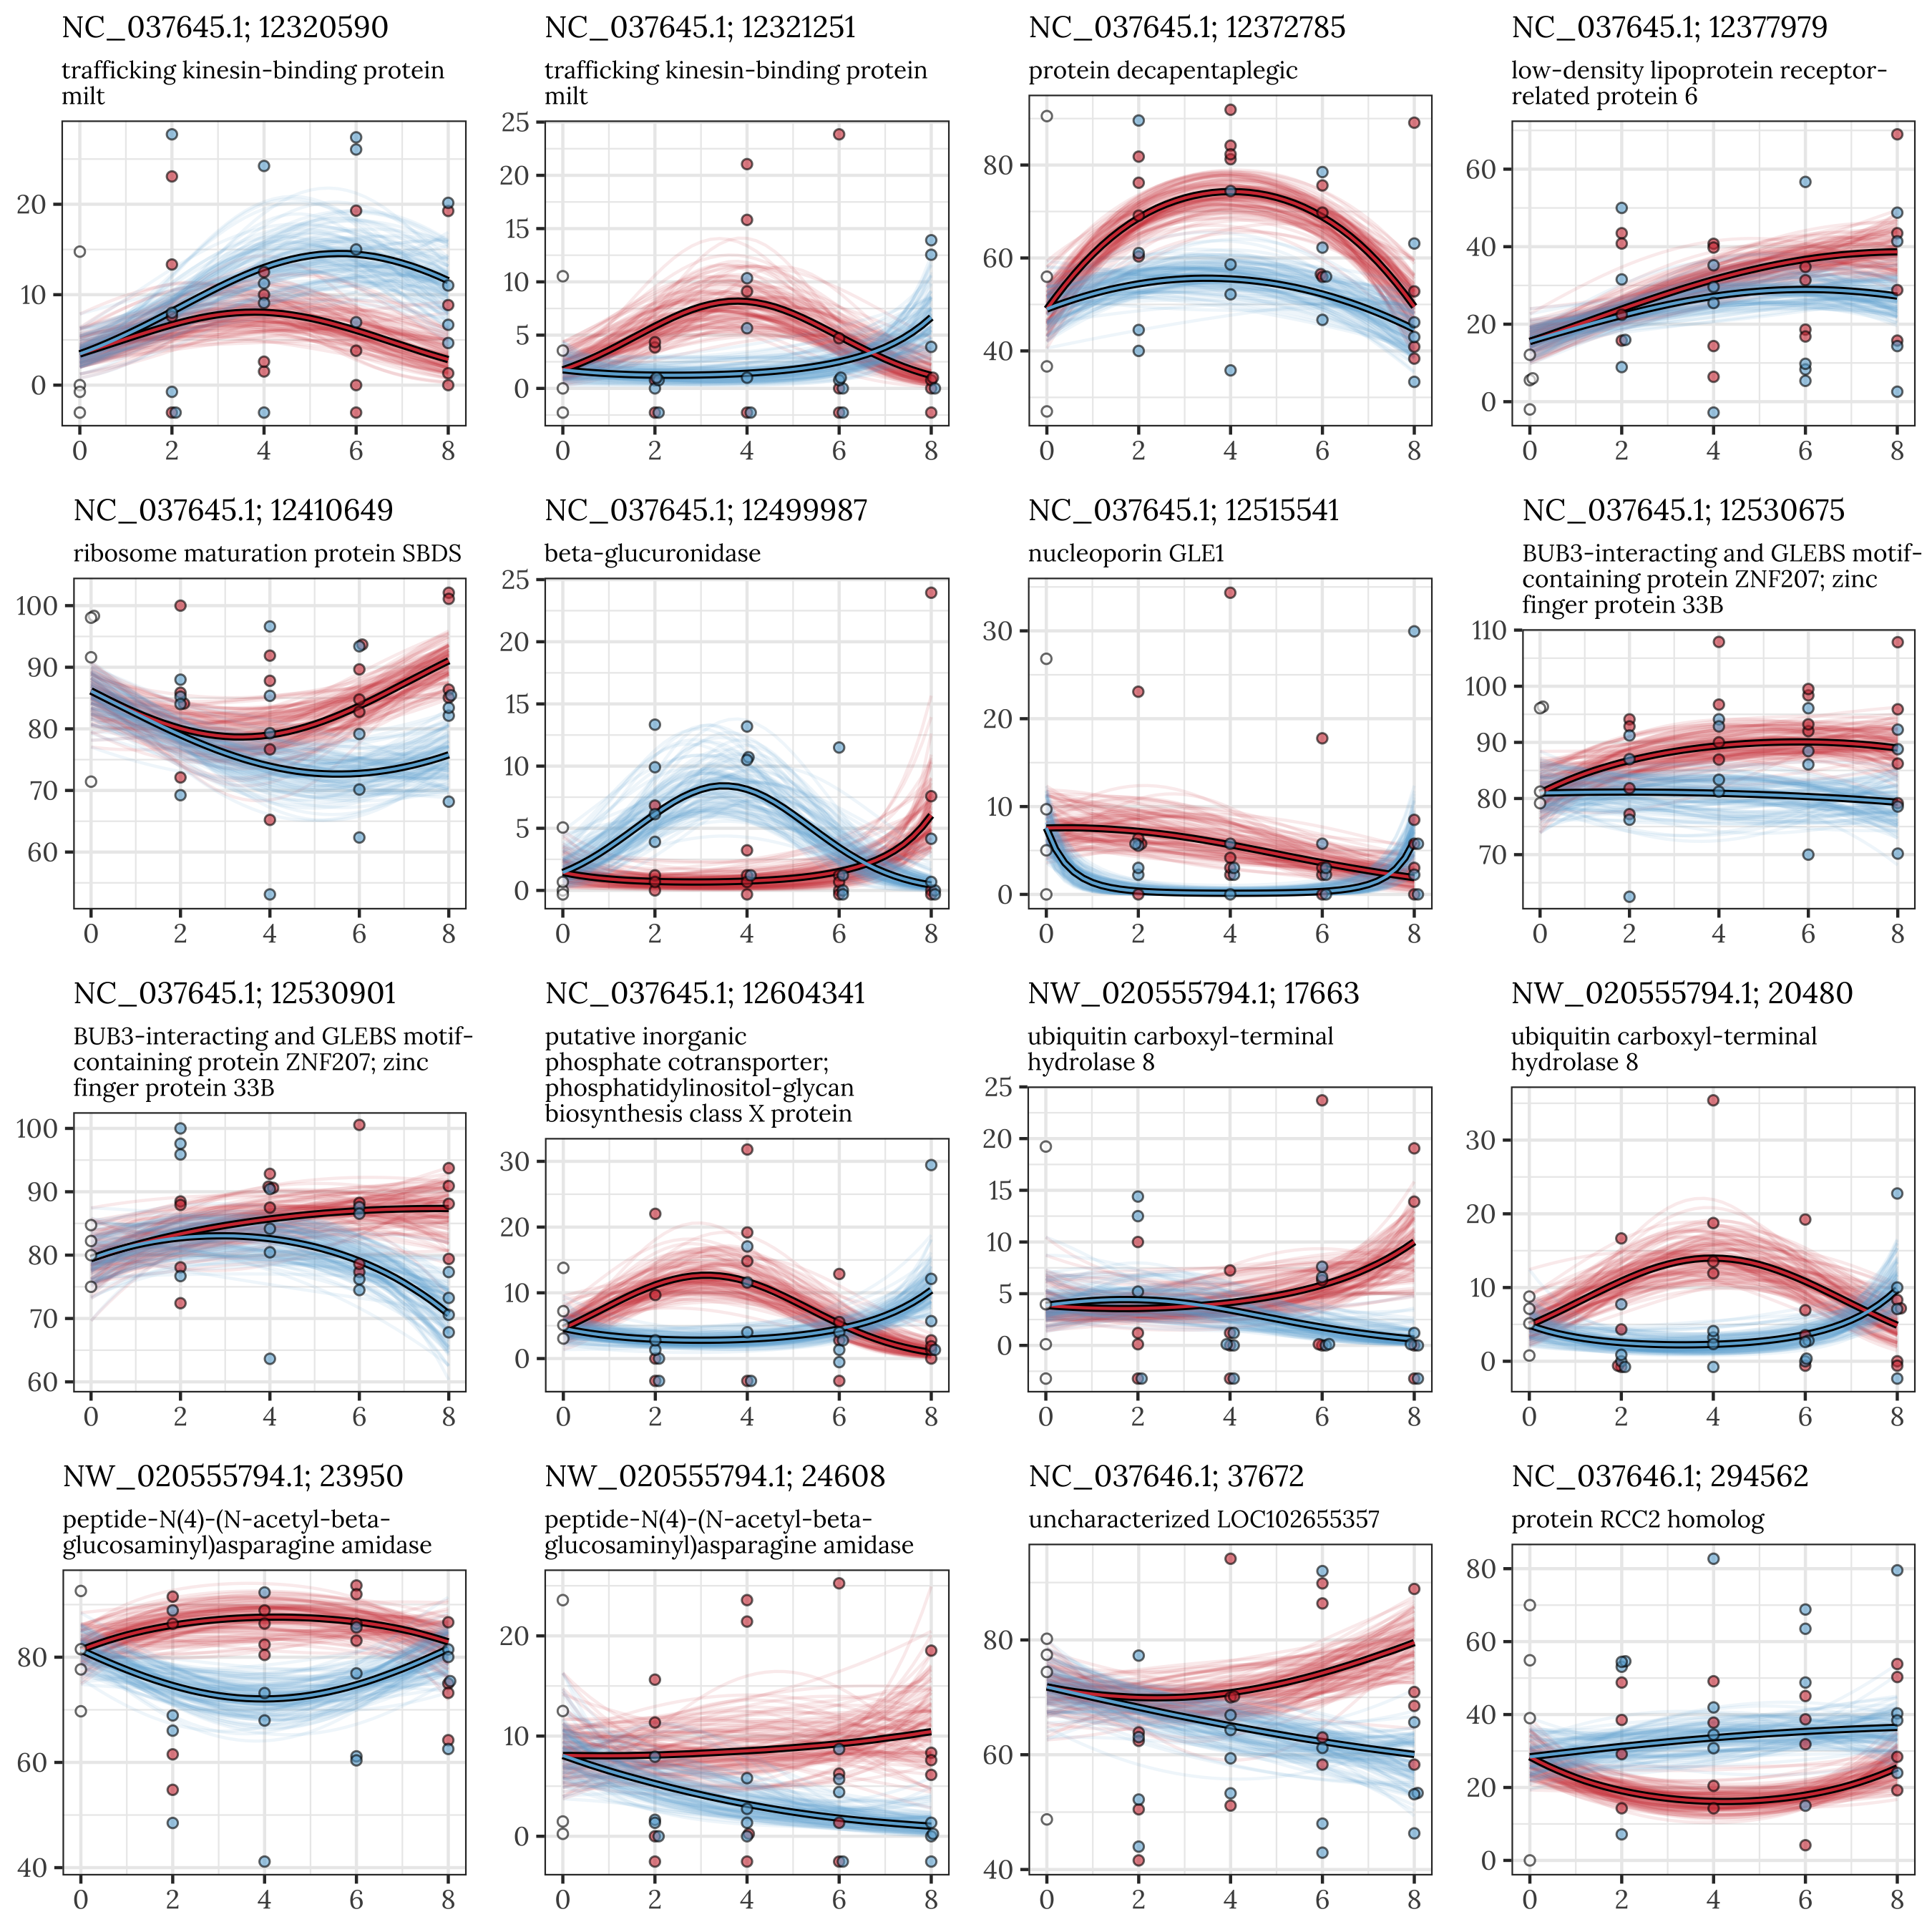 NC_037645.1; 12320590
trafficking kinesin-binding protein
milt
20
10
0
0 2 4 6 8
NC_037645.1; 12321251
trafficking kinesin-binding protein
milt
25
20
15
10
5
0
0 2 4 6 8
NC_037645.1; 12372785
protein decapentaplegic
80
60
40
0 2 4 6 8
NC_037645.1; 12377979
low-density lipoprotein receptor-
related protein 6
60
40
20
0
0 2 4 6 8
NC_037645.1; 12410649
ribosome maturation protein SBDS
100
90
80
70
60
0 2 4 6 8
NC_037645.1; 12499987
beta-glucuronidase
25
20
15
10
5
0
0 2 4 6 8
NC_037645.1; 12515541
nucleoporin GLE1
30
20
10
0
0 2 4 6 8
NC_037645.1; 12530675
BUB3-interacting and GLEBS motif-
containing protein ZNF207; zinc
finger protein 33B
110
100
90
80
70
0 2 4 6 8
NC_037645.1; 12530901
BUB3-interacting and GLEBS motif-
containing protein ZNF207; zinc
finger protein 33B
100
90
80
70
60
0 2 4 6 8
NC_037645.1; 12604341
putative inorganic
phosphate cotransporter;
phosphatidylinositol-glycan
biosynthesis class X protein
30
20
10
0
0 2 4 6 8
NW_020555794.1; 17663
ubiquitin carboxyl-terminal
hydrolase 8
25
20
15
10
5
0
0 2 4 6 8
NW_020555794.1; 20480
ubiquitin carboxyl-terminal
hydrolase 8
30
20
10
0
0 2 4 6 8
NW_020555794.1; 23950
peptide-N(4)-(N-acetyl-beta-
glucosaminyl)asparagine amidase
80
60
40
0 2 4 6 8
NW_020555794.1; 24608
peptide-N(4)-(N-acetyl-beta-
glucosaminyl)asparagine amidase
20
10
0
0 2 4 6 8
NC_037646.1; 37672
uncharacterized LOC102655357
80
60
40
0 2 4 6 8
NC_037646.1; 294562
protein RCC2 homolog
80
60
40
20
0
0 2 4 6 8